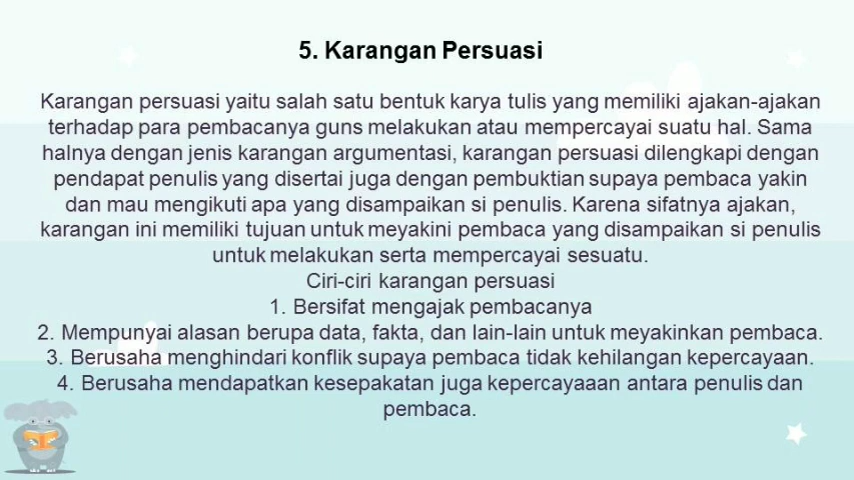 5. Karangan Persuasi
Karangan persuasi yaitu salah satu bentuk karya tulis yang memiliki ajakan-ajakan
terhadap para pembacanya guns melakukan atau mempercayai suatu hal. Sama
halnya dengan jenis karangan argumentasi, karangan persuasi dilengkapi dengan
pendapat penulis yang disertai juga dengan pembuktian supaya pembaca yakin
dan mau mengikuti apa yang disampaikan si penulis. Karena sifatnya ajakan,
karangan ini memiliki tujuan untuk meyakini pembaca yang disampaikan si penulis
untuk melakukan serta mempercayai sesuatu.
Ciri-ciri karangan persuasi
1. Bersifat mengajak pembacanya
2. Mempunyai alasan berupa data, fakta, dan lain-lain untuk meyakinkan pembaca.
3. Berusaha menghindari konflik supaya pembaca tidak kehilangan kepercayaan.
4. Berusaha mendapatkan kesepakatan juga kepercayaaan antara penulis dan
pembaca.